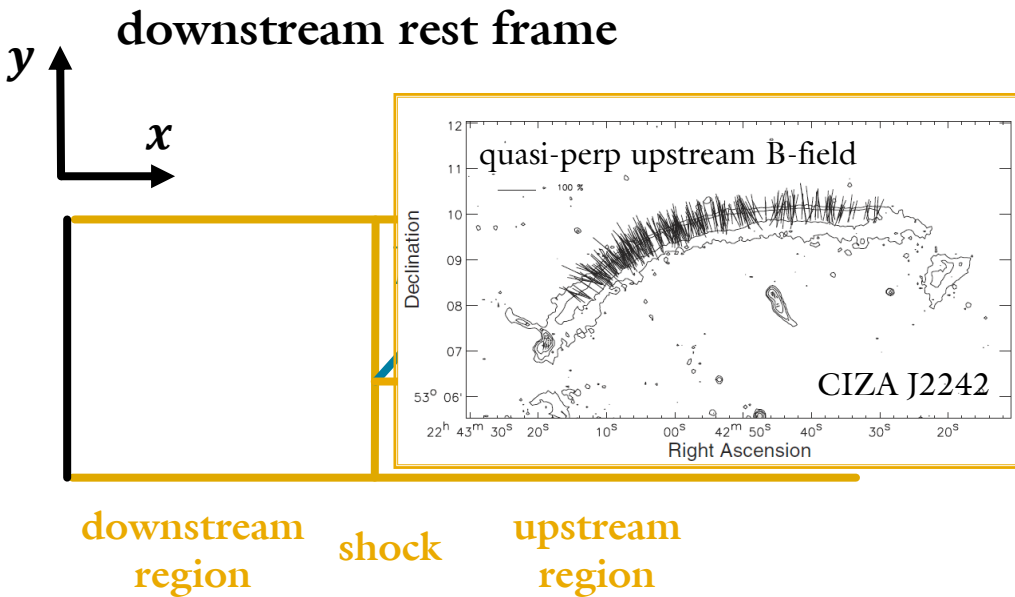 downstream rest frame
y
x
quasi-perp upstream B-field
100 %
12
11
10
09
08
07
53° 06'
Declination
CIZA J2242
22ʰ 43ᵐ 30ˢ 20ˢ 10ˢ 00ˢ 42ᵐ 50ˢ 40ˢ 30ˢ 20ˢ
Right Ascension
downstream
region
shock
upstream
region